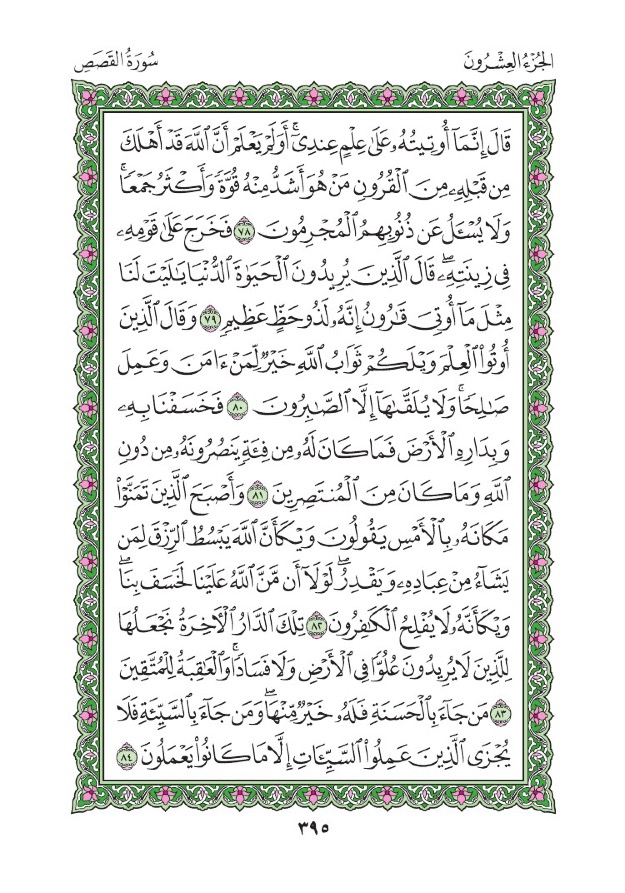 الجُزْءُ العِشْرُونَ
سُورَةُ القَصَصِ
قَالَ إِنَّمَآ أُوتِيتُهُۥ عَلَىٰ عِلْمٍ عِندِيٓۚ أَوَلَمْ يَعْلَمْ أَنَّ ٱللَّهَ قَدْ أَهْلَكَ
مِن قَبْلِهِۦ مِنَ ٱلْقُرُونِ مَنْ هُوَ أَشَدُّ مِنْهُ قُوَّةً وَأَكْثَرُ جَمْعًاۚ
وَلَا يُسْـَٔلُ عَن ذُنُوبِهِمُ ٱلْمُجْرِمُونَ ٧٨ فَخَرَجَ عَلَىٰ قَوْمِهِۦ
فِى زِينَتِهِۦۖ قَالَ ٱلَّذِينَ يُرِيدُونَ ٱلْحَيَوٰةَ ٱلدُّنْيَا يَـٰلَيْتَ لَنَا
مِثْلَ مَآ أُوتِىَ قَـٰرُونُ إِنَّهُۥ لَذُو حَظٍّ عَظِيمٍ ٧٩ وَقَالَ ٱلَّذِينَ
أُوتُوا۟ ٱلْعِلْمَ وَيْلَكُمْ ثَوَابُ ٱللَّهِ خَيْرٌ لِّمَنْ ءَامَنَ وَعَمِلَ
صَـٰلِحًاۚ وَلَا يُلَقَّىٰهَآ إِلَّا ٱلصَّـٰبِرُونَ ٨٠ فَخَسَفْنَا بِهِۦ
وَبِدَارِهِ ٱلْأَرْضَ فَمَا كَانَ لَهُۥ مِن فِئَةٍ يَنصُرُونَهُۥ مِن دُونِ
ٱللَّهِ وَمَا كَانَ مِنَ ٱلْمُنتَصِرِينَ ٨١ وَأَصْبَحَ ٱلَّذِينَ تَمَنَّوْا۟
مَكَانَهُۥ بِٱلْأَمْسِ يَقُولُونَ وَيْكَأَنَّ ٱللَّهَ يَبْسُطُ ٱلرِّزْقَ لِمَن
يَشَآءُ مِنْ عِبَادِهِۦ وَيَقْدِرُۖ لَوْلَآ أَن مَّنَّ ٱللَّهُ عَلَيْنَا لَخَسَفَ بِنَاۖ
وَيْكَأَنَّهُۥ لَا يُفْلِحُ ٱلْكَـٰفِرُونَ ٨٢ تِلْكَ ٱلدَّارُ ٱلْأَخِرَةُ نَجْعَلُهَا
لِلَّذِينَ لَا يُرِيدُونَ عُلُوًّا فِى ٱلْأَرْضِ وَلَا فَسَادًاۚ وَٱلْعَـٰقِبَةُ لِلْمُتَّقِينَ
٨٣ مَن جَآءَ بِٱلْحَسَنَةِ فَلَهُۥ خَيْرٌ مِّنْهَاۖ وَمَن جَآءَ بِٱلسَّيِّئَةِ فَلَا
يُجْزَى ٱلَّذِينَ عَمِلُوا۟ ٱلسَّيِّـَٔاتِ إِلَّا مَا كَانُوا۟ يَعْمَلُونَ ٨٤
٣٩٥